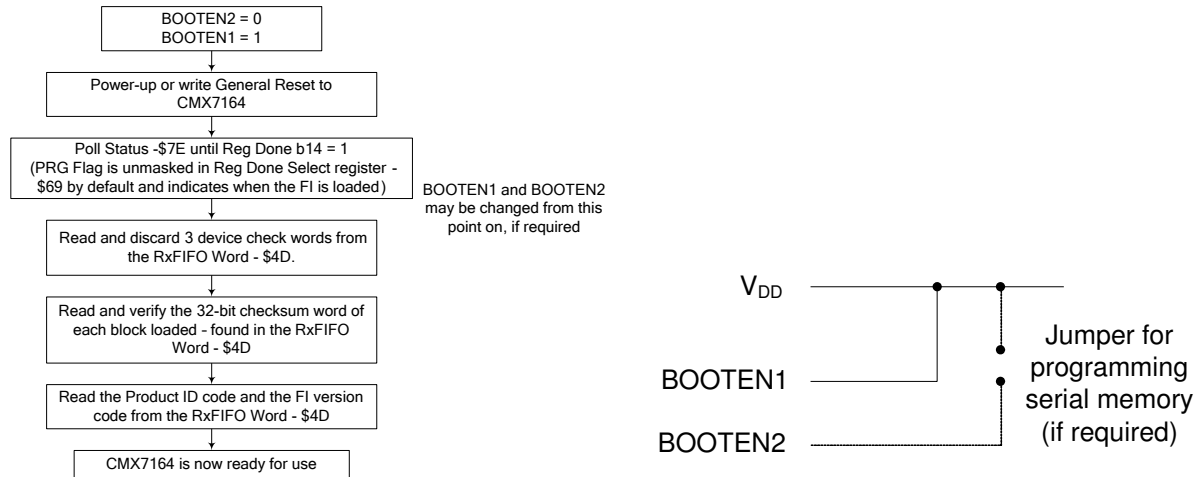 BOOTEN2 = 0
BOOTEN1 = 1
Power-up or write General Reset to
CMX7164
Poll Status -$7E until Reg Done b14 = 1
(PRG Flag is unmasked in Reg Done Select register -
$69 by default and indicates when the FI is loaded)
BOOTEN1 and BOOTEN2
may be changed from this
point on, if required
Read and discard 3 device check words from
the RxFIFO Word - $4D.
Read and verify the 32-bit checksum word of
each block loaded - found in the RxFIFO
Word - $4D
Read the Product ID code and the FI version
code from the RxFIFO Word - $4D
CMX7164 is now ready for use
VDD
BOOTEN1
BOOTEN2
Jumper for
programming
serial memory
(if required)